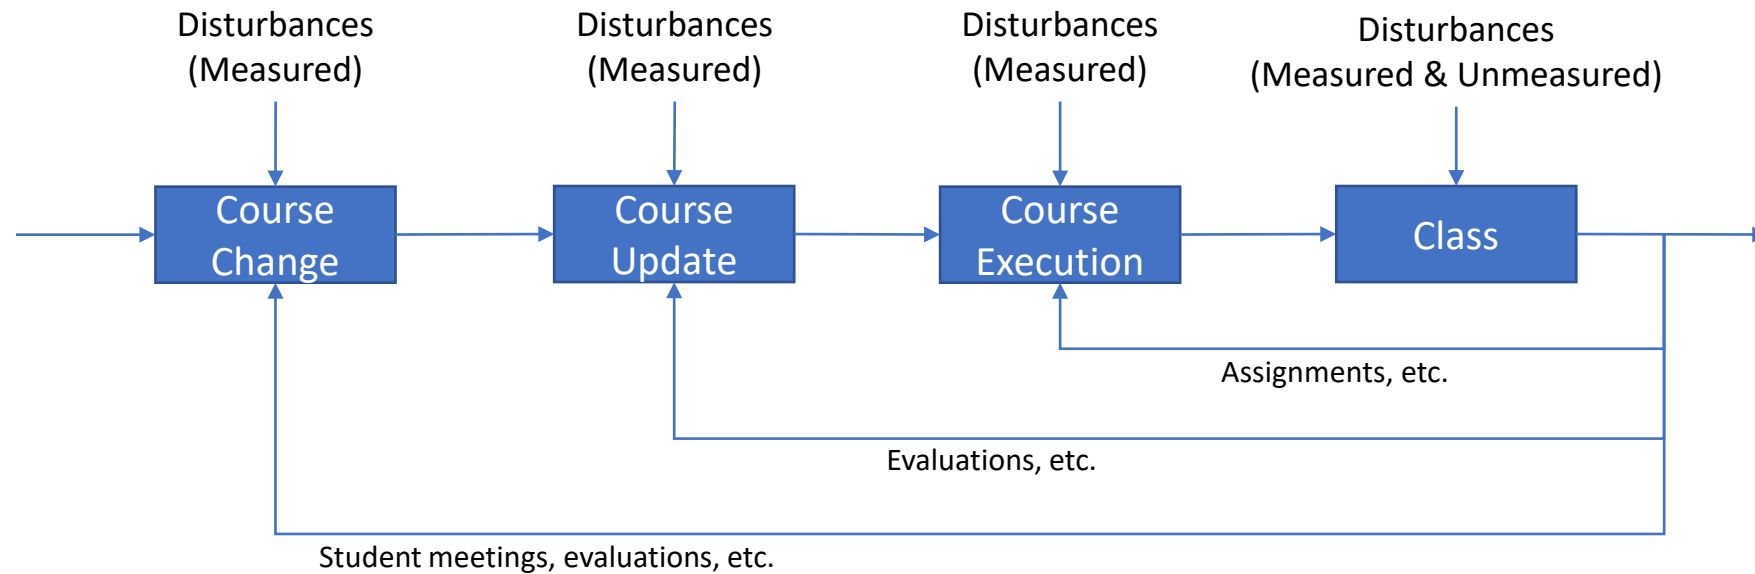 Disturbances
(Measured)
Disturbances
(Measured)
Disturbances
(Measured)
Disturbances
(Measured & Unmeasured)
Course
Change
Course
Update
Course
Execution
Class
Assignments, etc.
Evaluations, etc.
Student meetings, evaluations, etc.